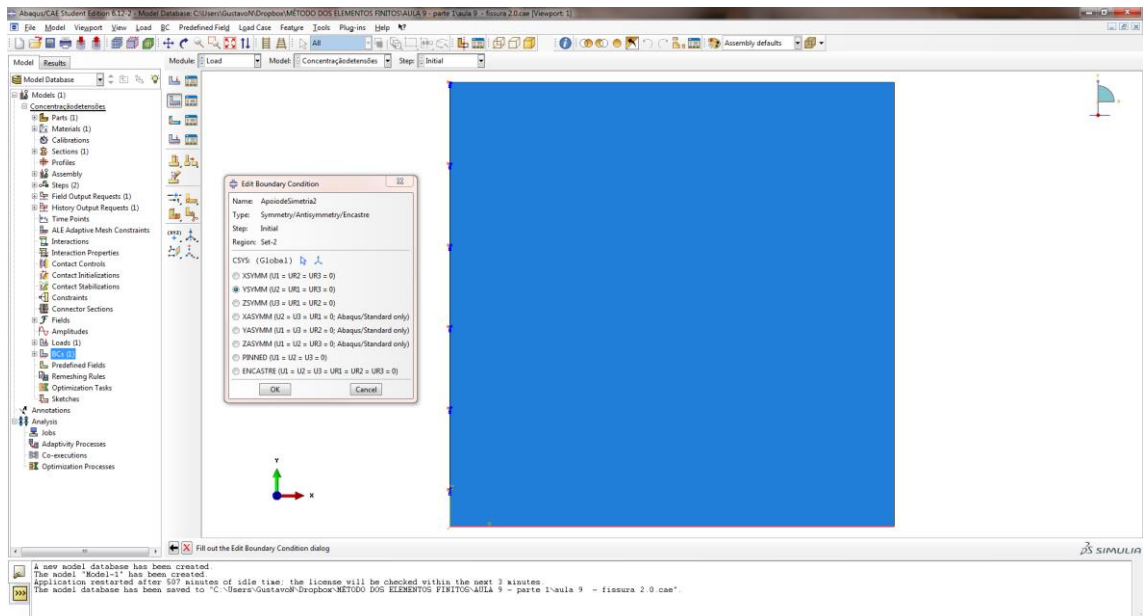 Abaqus/CAE Student Edition 6.12-2 - Model Database: C:\Users\GustavoN\Dropbox\MÉTODO DOS ELEMENTOS FINITOS\AULA 9 - parte 1\aula 9 - fissura 2.0.cae [Viewport: 1]
File Model Viewport View Load BC Predefined Field Load Case Feature Tools Plug-ins Help
All
Assembly defaults
Model Results
Module: Load Model: Concentraçãodetensões Step: Initial
Model Database
Models (1)
Concentraçãodetensões
Parts (1)
Materials (1)
Calibrations
Sections (1)
Profiles
Assembly
Steps (2)
Field Output Requests (1)
History Output Requests (1)
Time Points
ALE Adaptive Mesh Constraints
Interactions
Interaction Properties
Contact Controls
Contact Initializations
Contact Stabilizations
Constraints
Connector Sections
Fields
Amplitudes
Loads (1)
BCs (1)
Predefined Fields
Remeshing Rules
Optimization Tasks
Sketches
Annotations
Analysis
Jobs
Adaptivity Processes
Co-executions
Optimization Processes
(XYZ)
Edit Boundary Condition
Name: ApoiodeSimetria2
Type: Symmetry/Antisymmetry/Encastre
Step: Initial
Region: Set-2
CSYS: (Global)
XSYMM (U1 = UR2 = UR3 = 0)
YSYMM (U2 = UR1 = UR3 = 0)
ZSYMM (U3 = UR1 = UR2 = 0)
XASYMM (U2 = U3 = UR1 = 0; Abaqus/Standard only)
YASYMM (U1 = U3 = UR2 = 0; Abaqus/Standard only)
ZASYMM (U1 = U2 = UR3 = 0; Abaqus/Standard only)
PINNED (U1 = U2 = U3 = 0)
ENCASTRE (U1 = U2 = U3 = UR1 = UR2 = UR3 = 0)
OK Cancel
Y
X
Fill out the Edit Boundary Condition dialog
SIMULIA
A new model database has been created.
The model "Model-1" has been created.
Application restarted after 507 minutes of idle time; the license will be checked within the next 3 minutes.
The model database has been saved to "C:\Users\GustavoN\Dropbox\MÉTODO DOS ELEMENTOS FINITOS\AULA 9 - parte 1\aula 9 - fissura 2.0.cae".